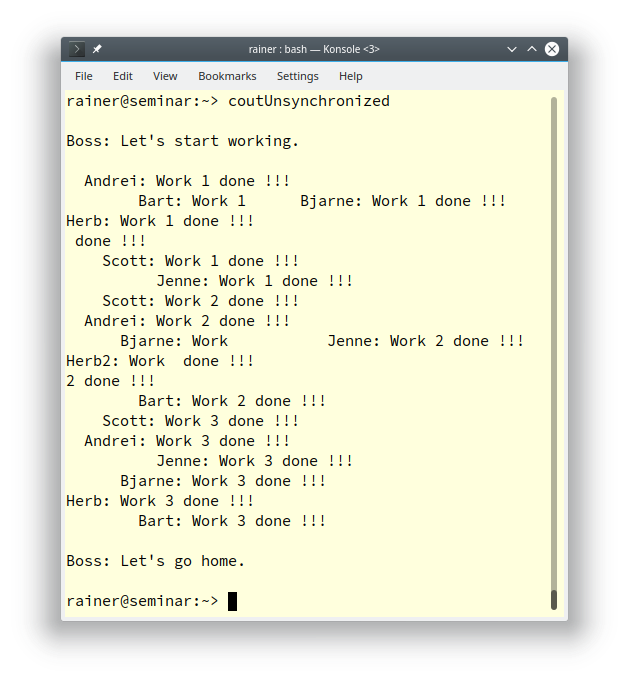 rainer : bash — Konsole <3>
File Edit View Bookmarks Settings Help
rainer@seminar:~> coutUnsynchronized
Boss: Let's start working.
Andrei: Work 1 done !!!
Bart: Work 1      Bjarne: Work 1 done !!!
Herb: Work 1 done !!!
done !!!
Scott: Work 1 done !!!
Jenne: Work 1 done !!!
Scott: Work 2 done !!!
Andrei: Work 2 done !!!
Bjarne: Work           Jenne: Work 2 done !!!
Herb2: Work  done !!!
2 done !!!
Bart: Work 2 done !!!
Scott: Work 3 done !!!
Andrei: Work 3 done !!!
Jenne: Work 3 done !!!
Bjarne: Work 3 done !!!
Herb: Work 3 done !!!
Bart: Work 3 done !!!
Boss: Let's go home.
rainer@seminar:~>